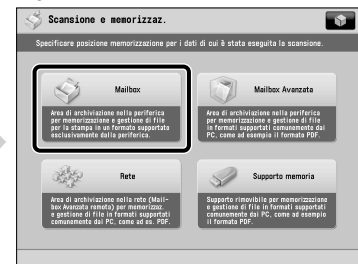 Scansione e memorizzaz.
Specificare posizione memorizzazione per i dati di cui è stata eseguita la scansione.
Mailbox
Area di archiviazione nella periferica
per memorizzazione e gestione di file
per la stampa in un formato supportato
esclusivamente dalla periferica.
Mailbox Avanzata
Area di archiviazione nella periferica
per memorizzazione e gestione di file
in formati supportati comunemente dai
PC, come ad esempio il formato PDF.
Rete
Area di archiviazione nella rete (Mail-
box Avanzata remota) per memorizzaz.
e gestione di file in formati supportati
comunemente dai PC, come ad es. PDF.
Supporto memoria
Supporto rimovibile per memorizzazione
e gestione di file in formati supportati
comunemente dai PC, come ad esempio
il formato PDF.